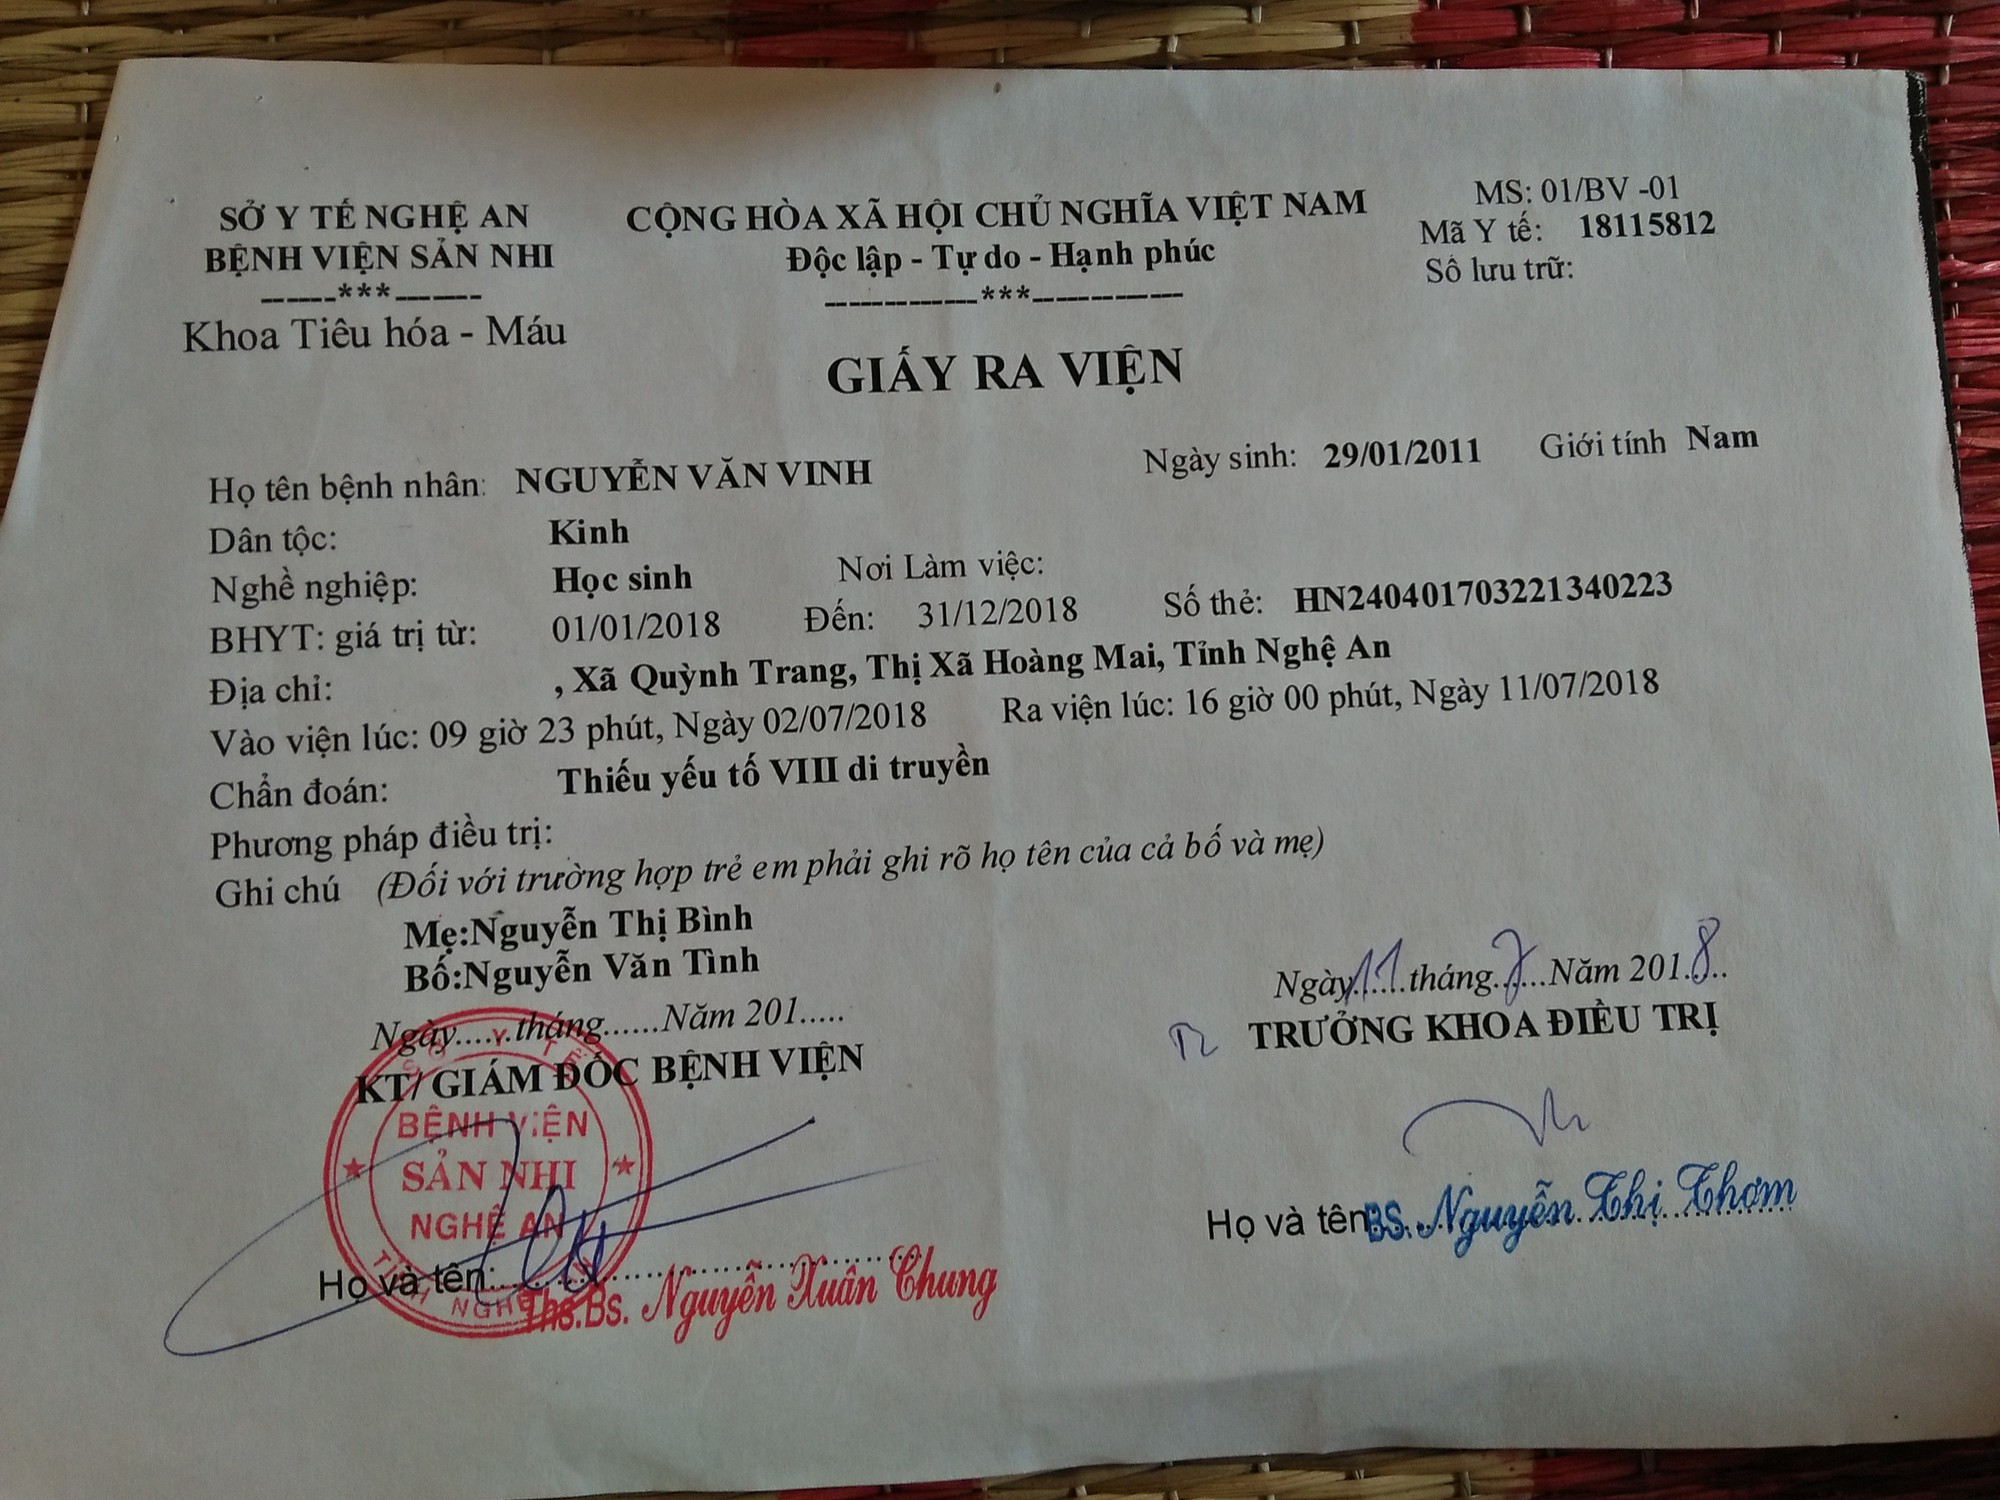 SỞ Y TẾ NGHỆ AN
BỆNH VIỆN SẢN NHI
------***-------
Khoa Tiêu hóa - Máu
CỘNG HÒA XÃ HỘI CHỦ NGHĨA VIỆT NAM
Độc lập - Tự do - Hạnh phúc
-------------***-------------
MS: 01/BV -01
Mã Y tế: 18115812
Số lưu trữ:
GIẤY RA VIỆN
Họ tên bệnh nhân: NGUYỄN VĂN VINH Ngày sinh: 29/01/2011 Giới tính Nam
Dân tộc: Kinh
Nghề nghiệp: Học sinh Nơi Làm việc:
BHYT: giá trị từ: 01/01/2018 Đến: 31/12/2018 Số thẻ: HN240401703221340223
Địa chỉ: , Xã Quỳnh Trang, Thị Xã Hoàng Mai, Tỉnh Nghệ An
Vào viện lúc: 09 giờ 23 phút, Ngày 02/07/2018 Ra viện lúc: 16 giờ 00 phút, Ngày 11/07/2018
Chẩn đoán: Thiếu yếu tố VIII di truyền
Phương pháp điều trị:
Ghi chú (Đối với trường hợp trẻ em phải ghi rõ họ tên của cả bố và mẹ)
Mẹ:Nguyễn Thị Bình
Bố:Nguyễn Văn Tình
Ngày......tháng......Năm 201.....
KT/ GIÁM ĐỐC BỆNH VIỆN
SỞ Y TẾ
BỆNH VIỆN
SẢN NHI
NGHỆ AN
TỈNH NGHỆ AN
Họ và tên:
Ths.Bs. Nguyễn Xuân Chung
Ngày 11 tháng 7 Năm 2018
TRƯỞNG KHOA ĐIỀU TRỊ
Họ và tên BS. Nguyễn Thị Thơm